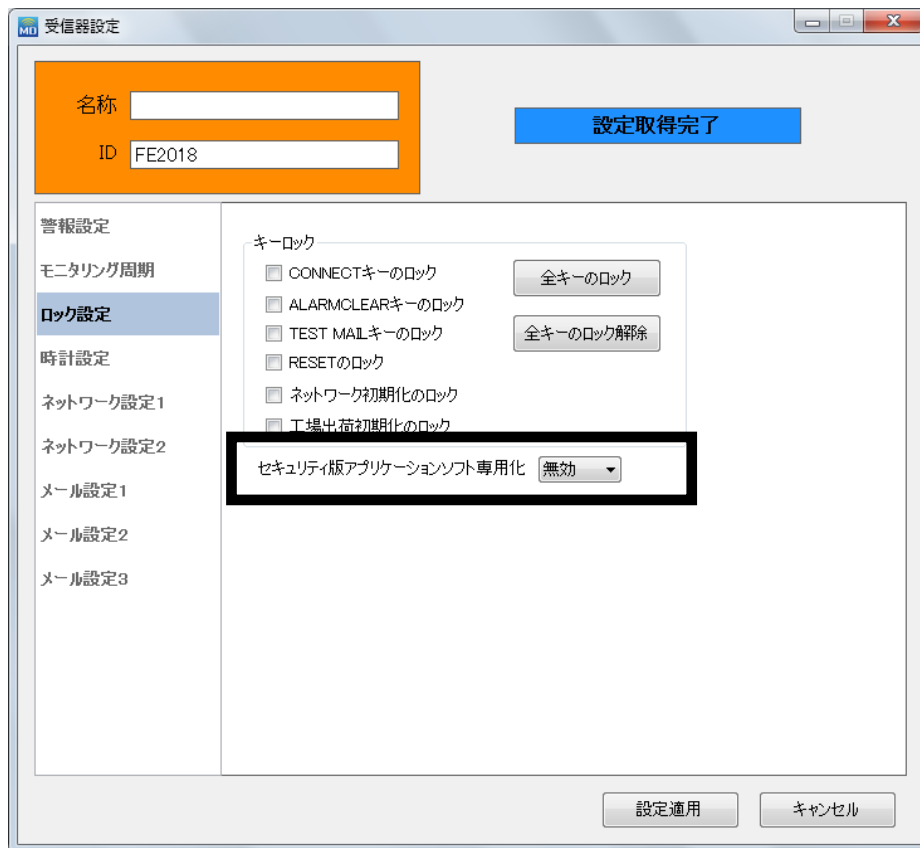 MD 受信器設定
名称
ID FE2018
設定取得完了
警報設定
モニタリング周期
ロック設定
時計設定
ネットワーク設定1
ネットワーク設定2
メール設定1
メール設定2
メール設定3
キーロック
CONNECTキーのロック
ALARMCLEARキーのロック
TEST MAILキーのロック
RESETのロック
ネットワーク初期化のロック
工場出荷初期化のロック
全キーのロック
全キーのロック解除
セキュリティ版アプリケーションソフト専用化 無効
設定適用
キャンセル